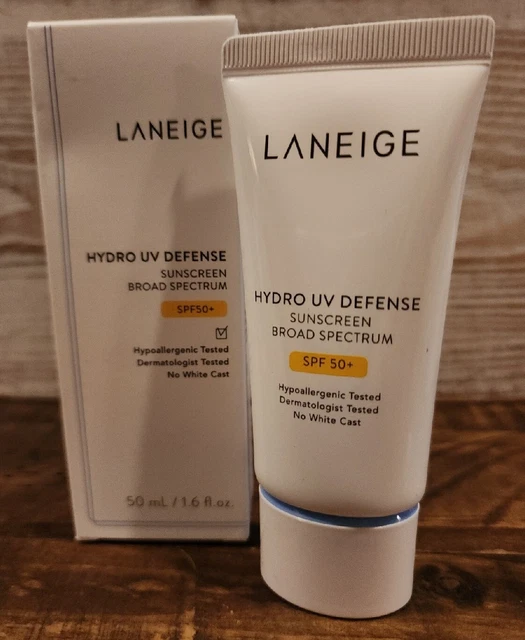 LANEIGE
HYDRO UV DEFENSE
SUNSCREEN
BROAD SPECTRUM
SPF50+
Hypoallergenic Tested
Dermatologist Tested
No White Cast
50 mL / 1.6 fl.oz.
LANEIGE
HYDRO UV DEFENSE
SUNSCREEN
BROAD SPECTRUM
SPF 50+
Hypoallergenic Tested
Dermatologist Tested
No White Cast